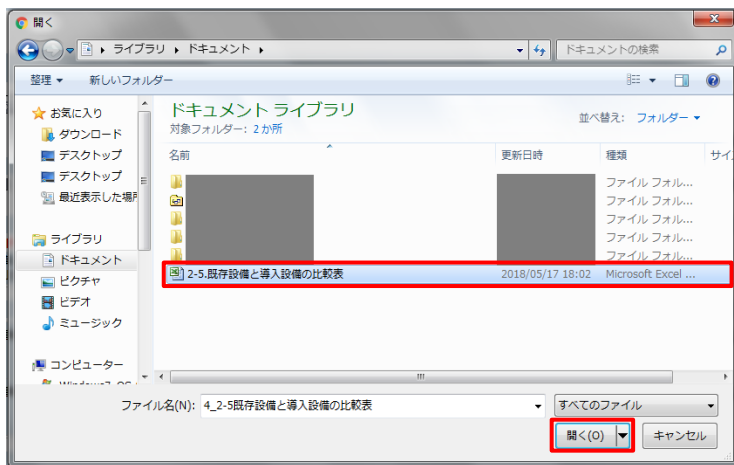 開く
ライブラリ ドキュメント
ドキュメントの検索
整理
新しいフォルダー
お気に入り
ダウンロード
デスクトップ
デスクトップ
最近表示した場所
ライブラリ
ドキュメント
ピクチャ
ビデオ
ミュージック
コンピューター
ドキュメント ライブラリ
対象フォルダー: 2か所
並べ替え: フォルダー
名前 更新日時 種類 サイ
ファイル フォル...
ファイル フォル...
ファイル フォル...
ファイル フォル...
ファイル フォル...
2-5.既存設備と導入設備の比較表 2018/05/17 18:02 Microsoft Excel ...
ファイル名(N): 4_2-5既存設備と導入設備の比較表
すべてのファイル
開く(O)
キャンセル